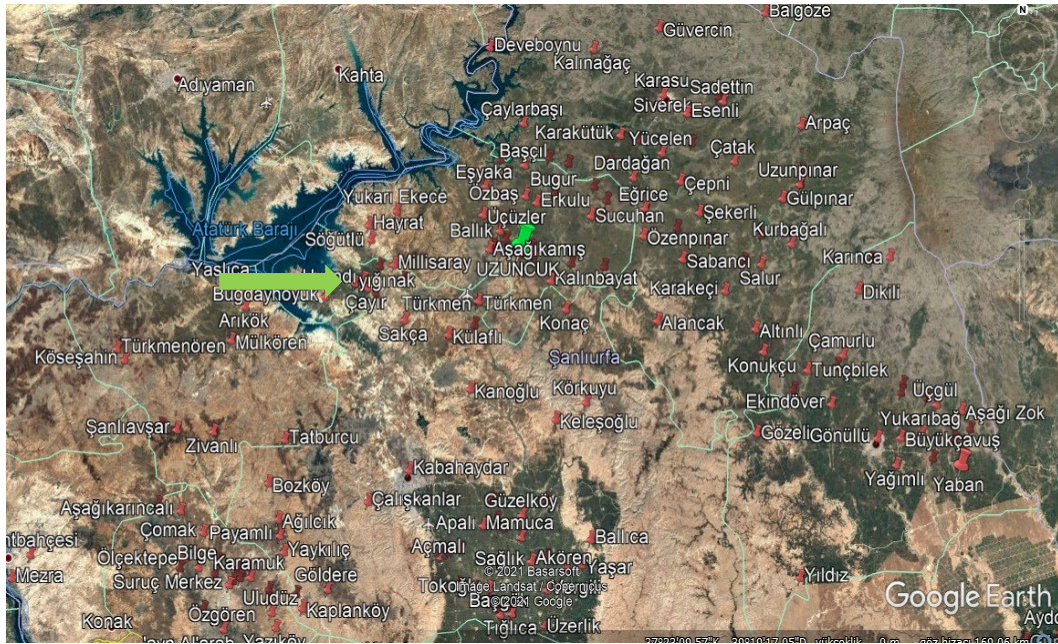 N
Balgöze
Güvercin
Deveboynu
Kalınağaç
Kahta
Adıyaman
Karasu
Sadettin
Siverek
Esenli
Çaylarbaşı
Arpaç
Karakütük
Yücelen
Çatak
Başçıl
Dardağan
Eşyaka
Bugur
Uzunpınar
Çepni
Özbaş
Erkulu
Eğrice
Gülpınar
Yukarı Ekece
Üçüzler
Sucuhan
Şekerli
Hayrat
Atatürk Barajı
Ballık
Kurbağalı
Söğütlü
Özenpınar
Aşağıkamış
Yaslıca
Millisaray
UZUNCUK
Kalınbayat
Sabancı
Salur
Karınca
yığınak
Buğdayhöyük
Çayır
Türkmen
Türkmen
Karakeçi
Dikili
Arıkök
Konaç
Alancak
Altınlı
Sakça
Külaflı
Köseşahin
Türkmenören
Mülkören
Çamurlu
Şanlıurfa
Konukçu
Tunçbilek
Kanoğlu
Körkuyu
Üçgül
Ekindöver
Keleşoğlu
Yukarıbağ
Aşağı Zok
Şanlıavşar
Zivanlı
Tatburcu
Gözeli
Gönüllü
Büyükçavuş
Kabahaydar
Yağımlı
Yaban
Bozköy
Çalışkanlar
Güzelköy
Aşağıkarıncalı
Çomak
Payamlı
Ağılcık
Apalı
Mamuca
Ballıca
Ölçektepe
Bilge
Yaykılıç
Açmalı
Sağlık
Akören
Mezra
Karamuk
Suruç Merkez
Göldere
Yaşar
Yıldız
© 2021 Basarsoft
Image Landsat / Copernicus
© 2021 Google
Google Earth
Uludüz
Kaplanköy
Özgören
Konak
Tığlıca
Üzerlik
Yazıköy